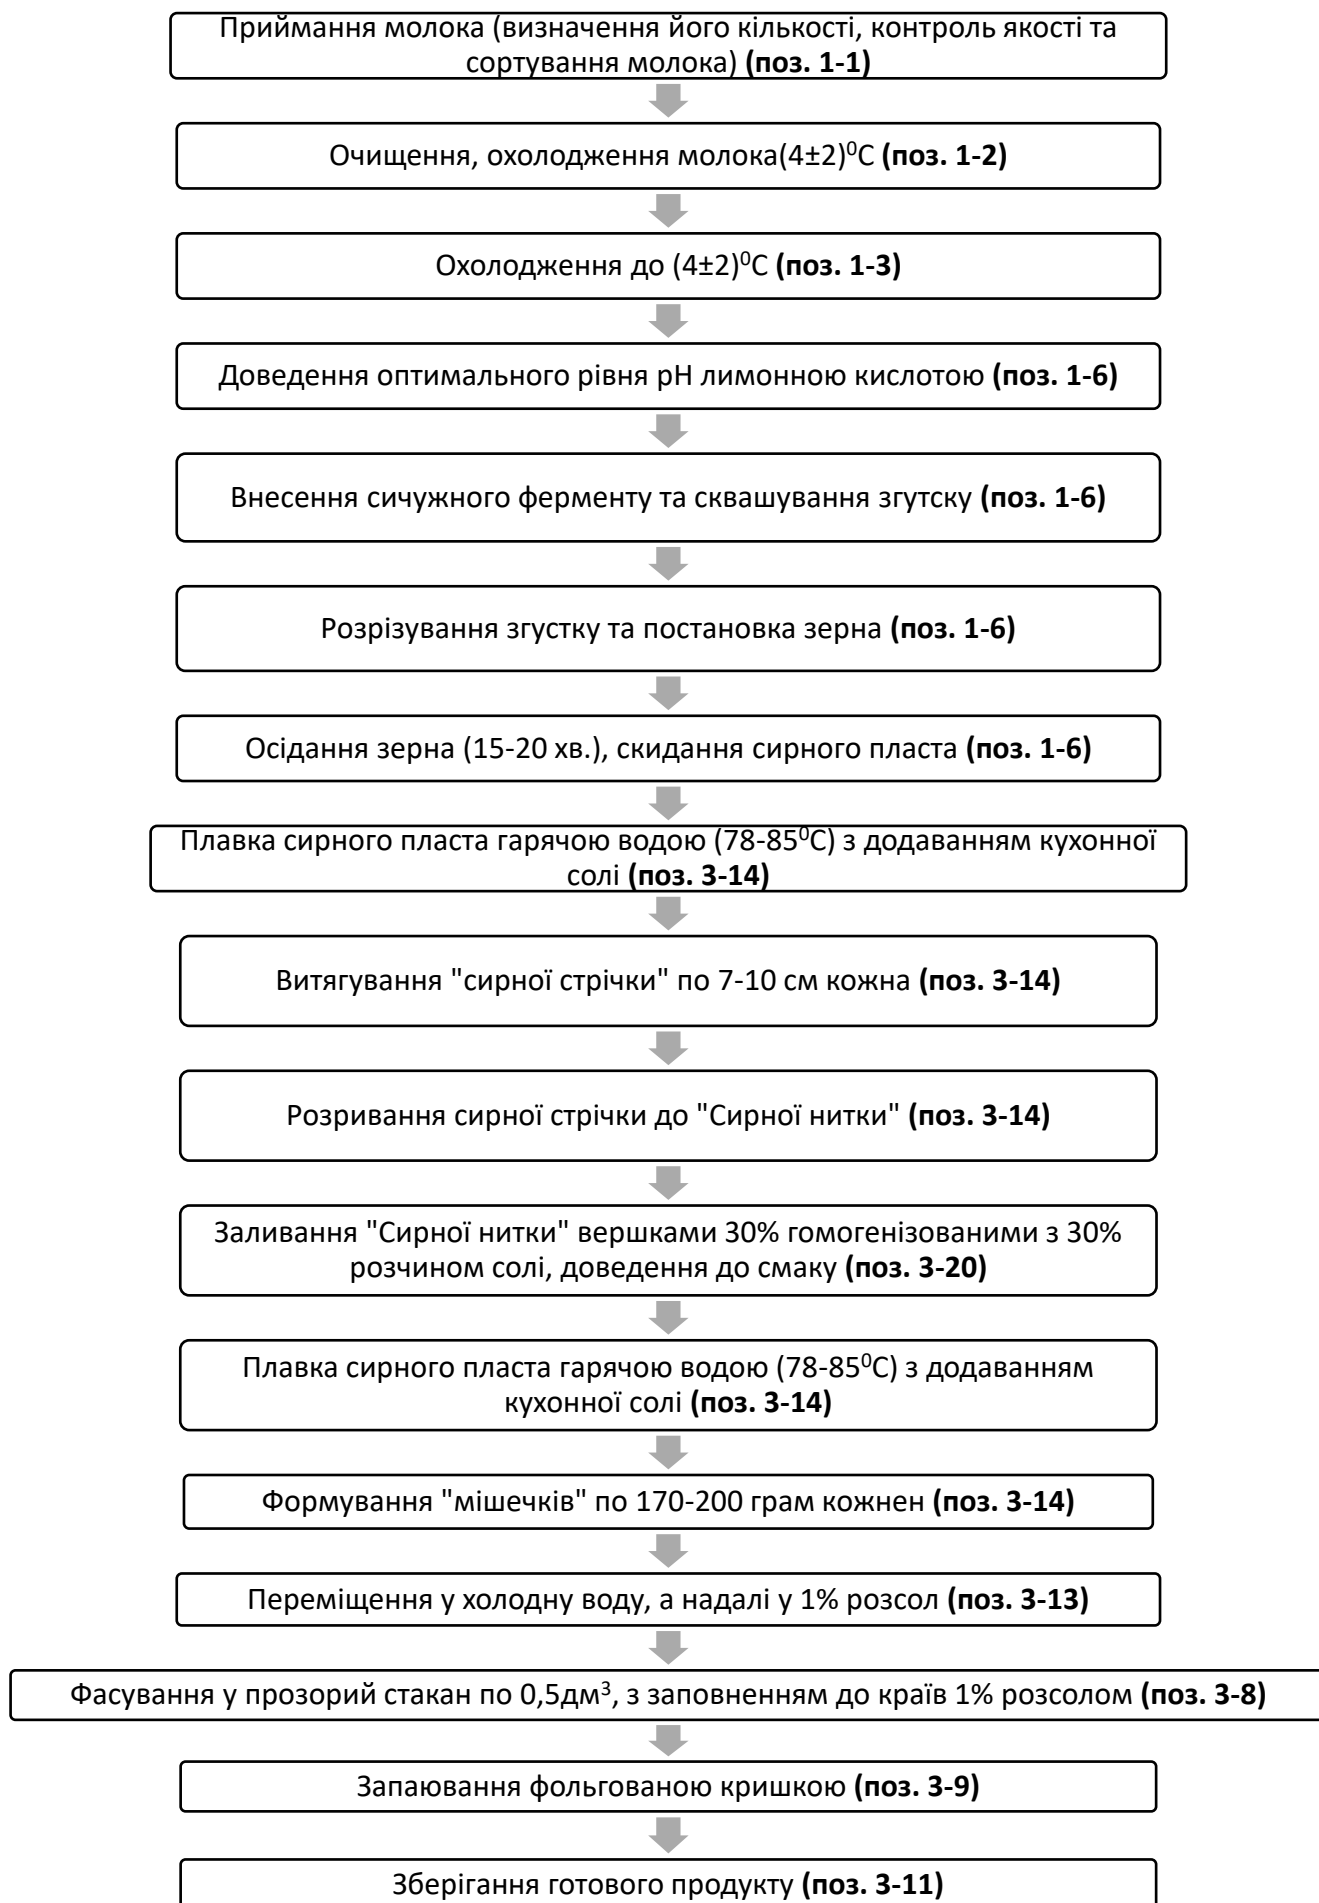 Приймання молока (визначення його кількості, контроль якості та
сортування молока) (поз. 1-1)
Очищення, охолодження молока(4±2)⁰С (поз. 1-2)
Охолодження до (4±2)⁰С (поз. 1-3)
Доведення оптимального рівня рН лимонною кислотою (поз. 1-6)
Внесення сичужного ферменту та сквашування згутску (поз. 1-6)
Розрізування згустку та постановка зерна (поз. 1-6)
Осідання зерна (15-20 хв.), скидання сирного пласта (поз. 1-6)
Плавка сирного пласта гарячою водою (78-85⁰С) з додаванням кухонної
солі (поз. 3-14)
Витягування "сирної стрічки" по 7-10 см кожна (поз. 3-14)
Розривання сирної стрічки до "Сирної нитки" (поз. 3-14)
Заливання "Сирної нитки" вершками 30% гомогенізованими з 30%
розчином солі, доведення до смаку (поз. 3-20)
Плавка сирного пласта гарячою водою (78-85⁰С) з додаванням
кухонної солі (поз. 3-14)
Формування "мішечків" по 170-200 грам кожнен (поз. 3-14)
Переміщення у холодну воду, а надалі у 1% розсол (поз. 3-13)
Фасування у прозорий стакан по 0,5дм³, з заповненням до країв 1% розсолом (поз. 3-8)
Запаювання фольгованою кришкою (поз. 3-9)
Зберігання готового продукту (поз. 3-11)